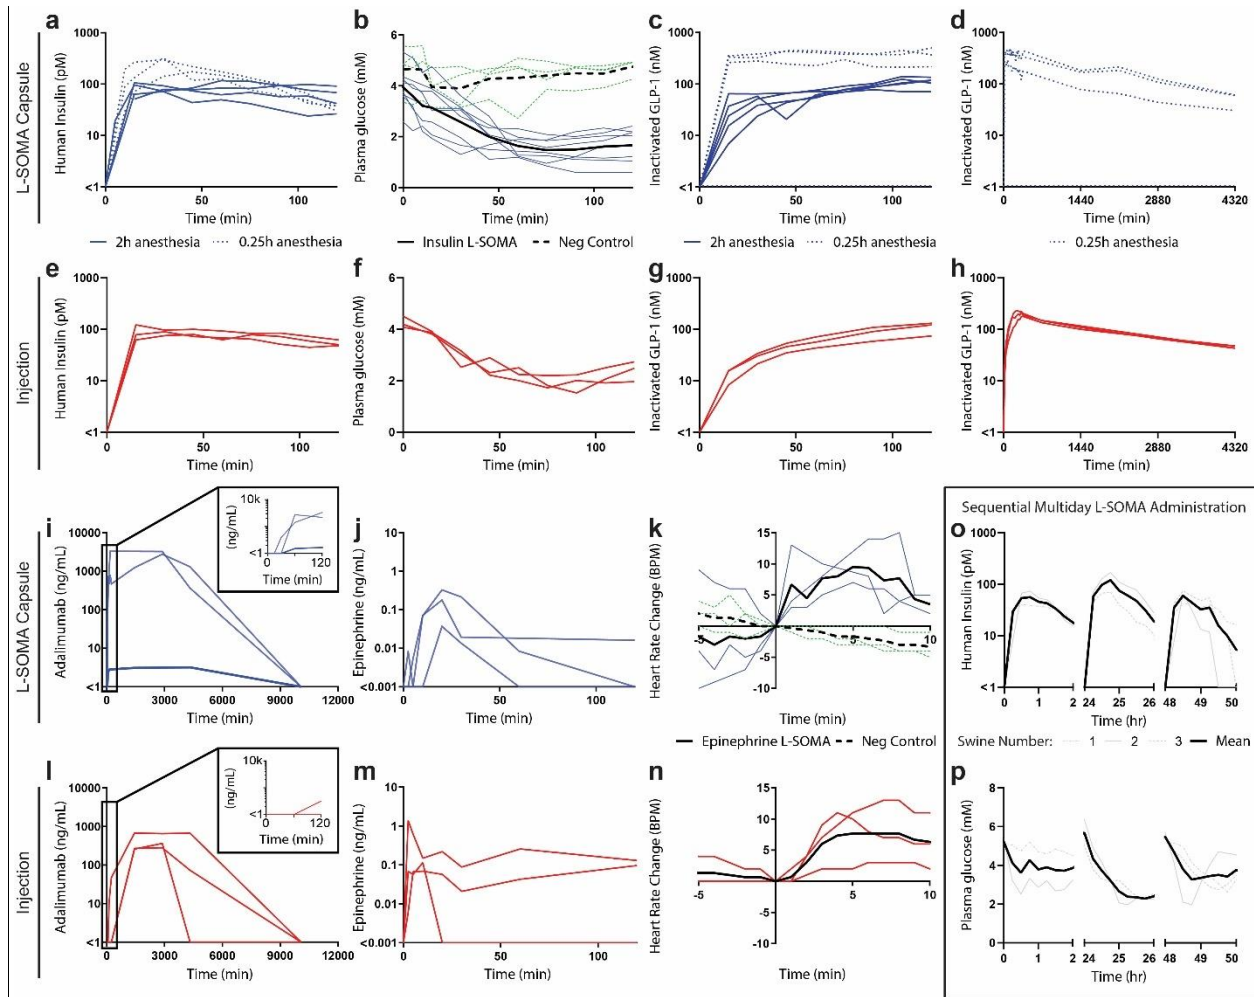 L-SOMA Capsule
a
Human Insulin (pM)
1000
100
10
<1
0 50 100
Time (min)
b
Plasma glucose (mM)
6
4
2
0
0 50 100
Time (min)
c
Inactivated GLP-1 (nM)
1000
100
10
<1
0 50 100
Time (min)
d
Inactivated GLP-1 (nM)
1000
100
10
<1
0 1440 2880 4320
Time (min)
2h anesthesia 0.25h anesthesia
Insulin L-SOMA Neg Control
2h anesthesia 0.25h anesthesia
0.25h anesthesia
Injection
e
Human Insulin (pM)
1000
100
10
<1
0 50 100
Time (min)
f
Plasma glucose (mM)
6
4
2
0
0 50 100
Time (min)
g
Inactivated GLP-1 (nM)
1000
100
10
<1
0 50 100
Time (min)
h
Inactivated GLP-1 (nM)
1000
100
10
<1
0 1440 2880 4320
Time (min)
L-SOMA Capsule
i
Adalimumab (ng/mL)
10000
1000
100
10
<1
0 3000 6000 9000 12000
Time (min)
(ng/mL)
10k
<1
0 120
Time (min)
j
Epinephrine (ng/mL)
10
1
0.1
0.01
<0.001
0 50 100
Time (min)
k
Heart Rate Change (BPM)
15
10
5
-5
-10
-5 5 10
Time (min)
Epinephrine L-SOMA Neg Control
Sequential Multiday L-SOMA Administration
o
Human Insulin (pM)
1000
100
10
<1
0 1 2 24 25 26 48 49 50
Time (hr)
Swine Number: 1 2 3 Mean
Injection
l
Adalimumab (ng/mL)
10000
1000
100
10
<1
0 3000 6000 9000 12000
Time (min)
(ng/mL)
10k
<1
0 120
Time (min)
m
Epinephrine (ng/mL)
10
1
0.1
0.01
<0.001
0 50 100
Time (min)
n
Heart Rate Change (BPM)
15
10
5
0
-5
-10
-5 5 10
Time (min)
p
Plasma glucose (mM)
8
6
4
2
0
0 1 2 24 25 26 48 49 50
Time (hr)